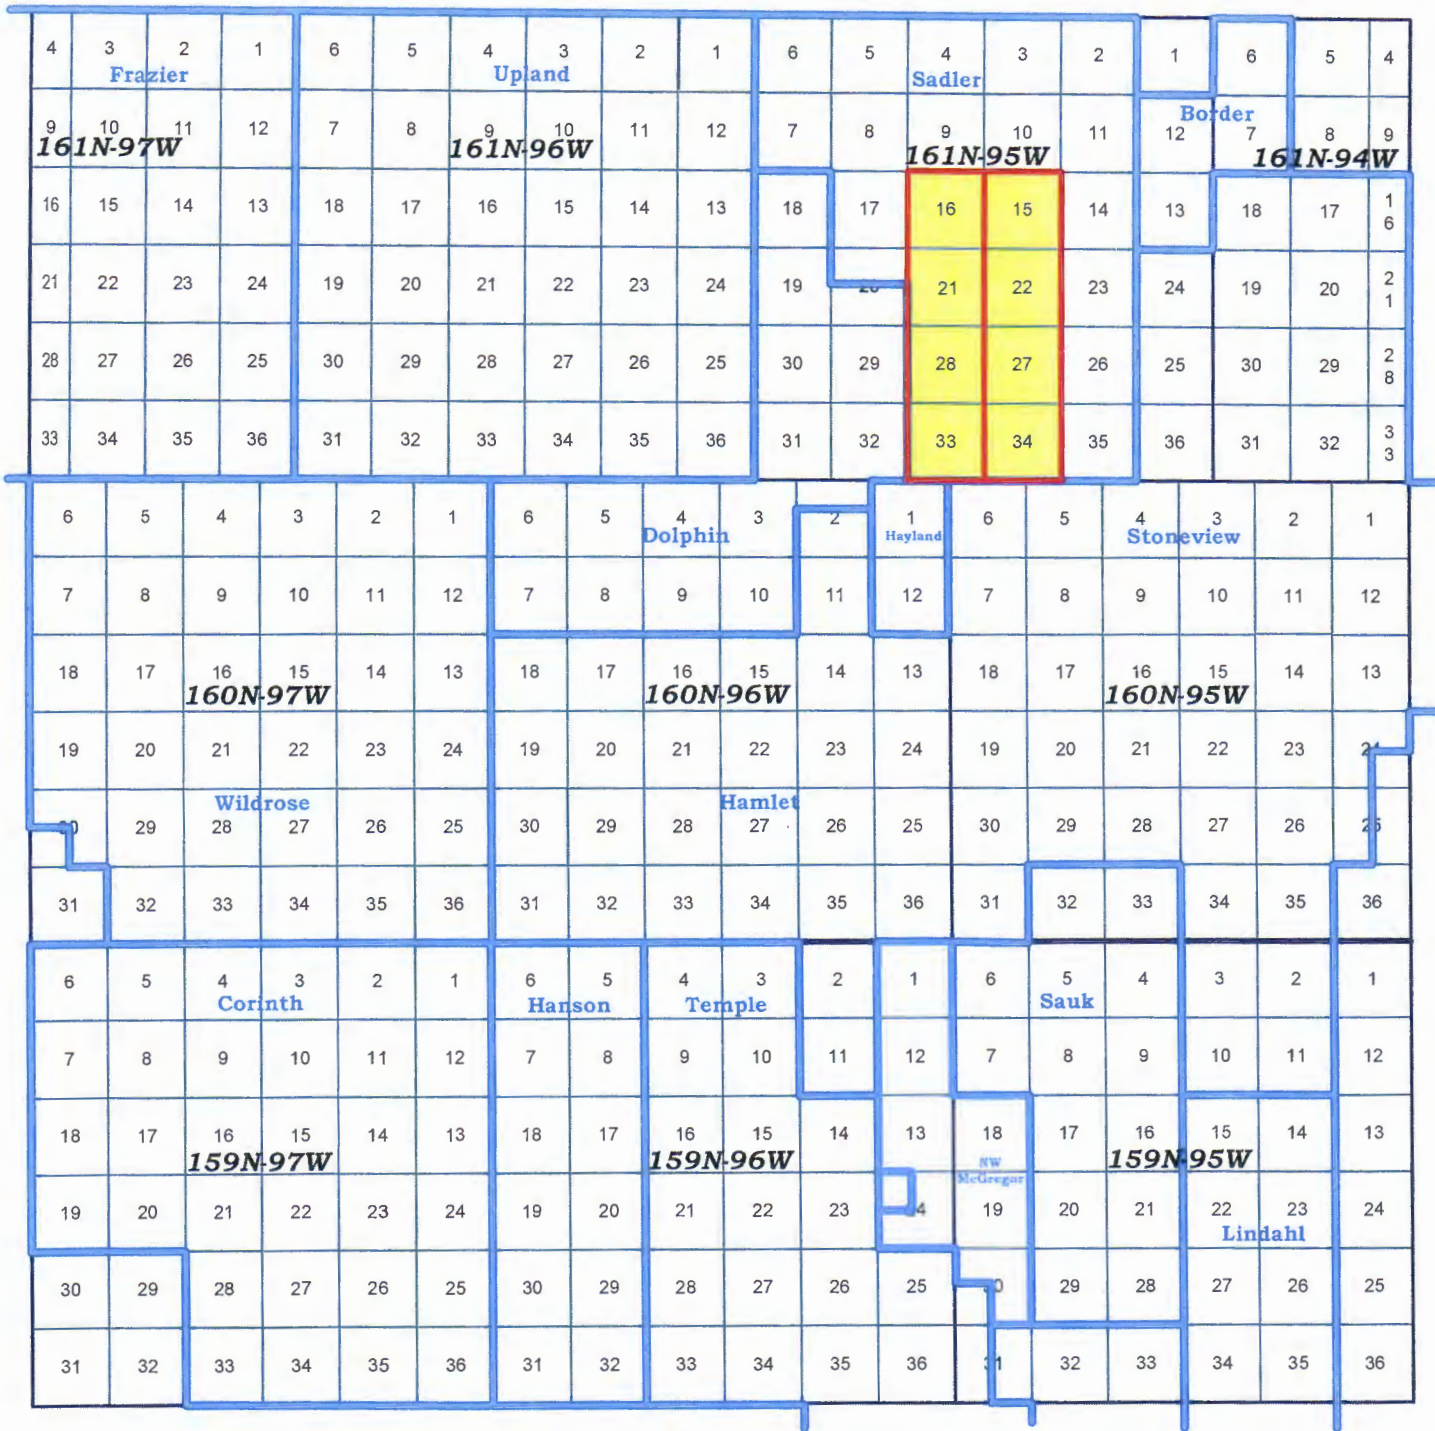 4 3 2 1 6 5 4 3 2 1 6 5 4 3 2 1 6 5 4
Frazier Upland Sadler
Border
9 10 11 12 7 8 9 10 11 12 7 8 9 10 11 12 7 8 9
161N-97W 161N-96W 161N-95W 161N-94W
16 15 14 13 18 17 16 15 14 13 18 17 16 15 14 13 18 17 16
21 22 23 24 19 20 21 22 23 24 19 20 21 22 23 24 19 20 21
28 27 26 25 30 29 28 27 26 25 30 29 28 27 26 25 30 29 28
33 34 35 36 31 32 33 34 35 36 31 32 33 34 35 36 31 32 33
6 5 4 3 2 1 6 5 4 3 2 1 6 5 4 3 2 1
Dolphin Hayland Stoneview
7 8 9 10 11 12 7 8 9 10 11 12 7 8 9 10 11 12
18 17 16 15 14 13 18 17 16 15 14 13 18 17 16 15 14 13
160N-97W 160N-96W 160N-95W
19 20 21 22 23 24 19 20 21 22 23 24 19 20 21 22 23 24
Wildrose Hamlet
30 29 28 27 26 25 30 29 28 27 26 25 30 29 28 27 26 25
31 32 33 34 35 36 31 32 33 34 35 36 31 32 33 34 35 36
6 5 4 3 2 1 6 5 4 3 2 1 6 5 4 3 2 1
Corinth Hanson Temple Sauk
7 8 9 10 11 12 7 8 9 10 11 12 7 8 9 10 11 12
18 17 16 15 14 13 18 17 16 15 14 13 18 17 16 15 14 13
159N-97W 159N-96W 159N-95W
NW
McGregor
19 20 21 22 23 24 19 20 21 22 23 24 19 20 21 22 23 24
Lindahl
30 29 28 27 26 25 30 29 28 27 26 25 30 29 28 27 26 25
31 32 33 34 35 36 31 32 33 34 35 36 31 32 33 34 35 36